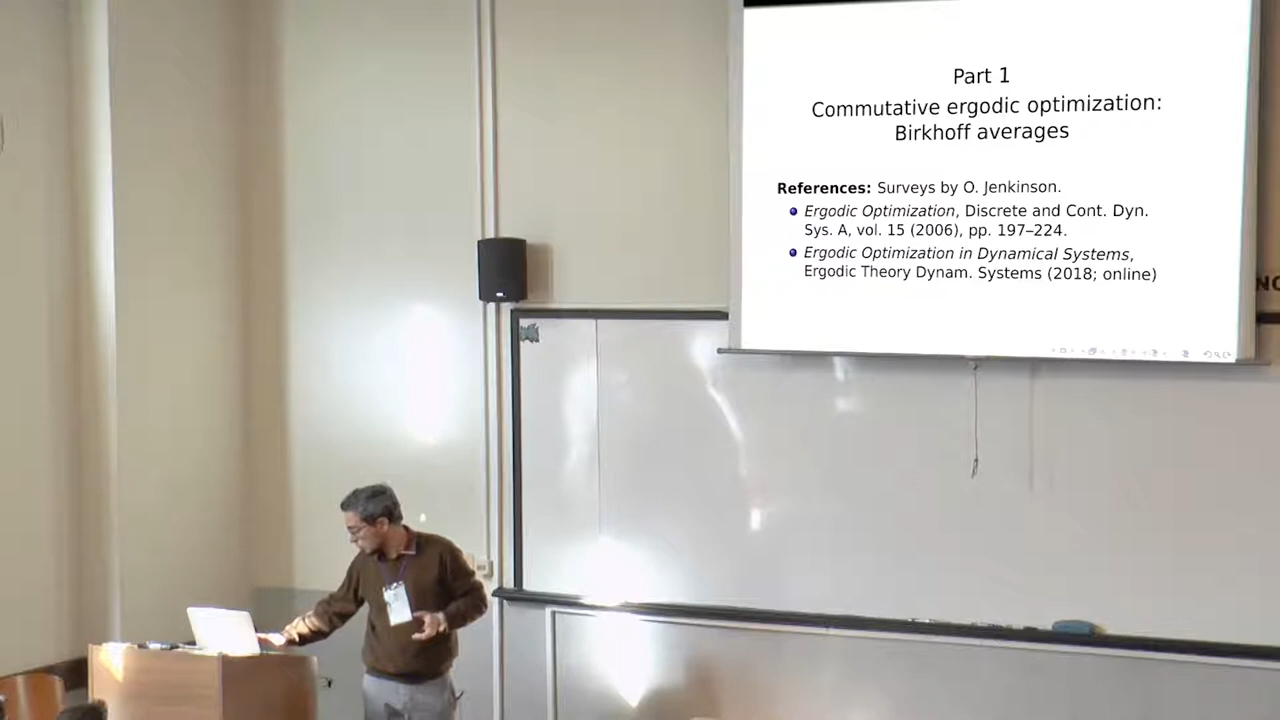 Part 1
Commutative ergodic optimization:
Birkhoff averages
References: Surveys by O. Jenkinson.
Ergodic Optimization, Discrete and Cont. Dyn.
Sys. A, vol. 15 (2006), pp. 197–224.
Ergodic Optimization in Dynamical Systems,
Ergodic Theory Dynam. Systems (2018; online)